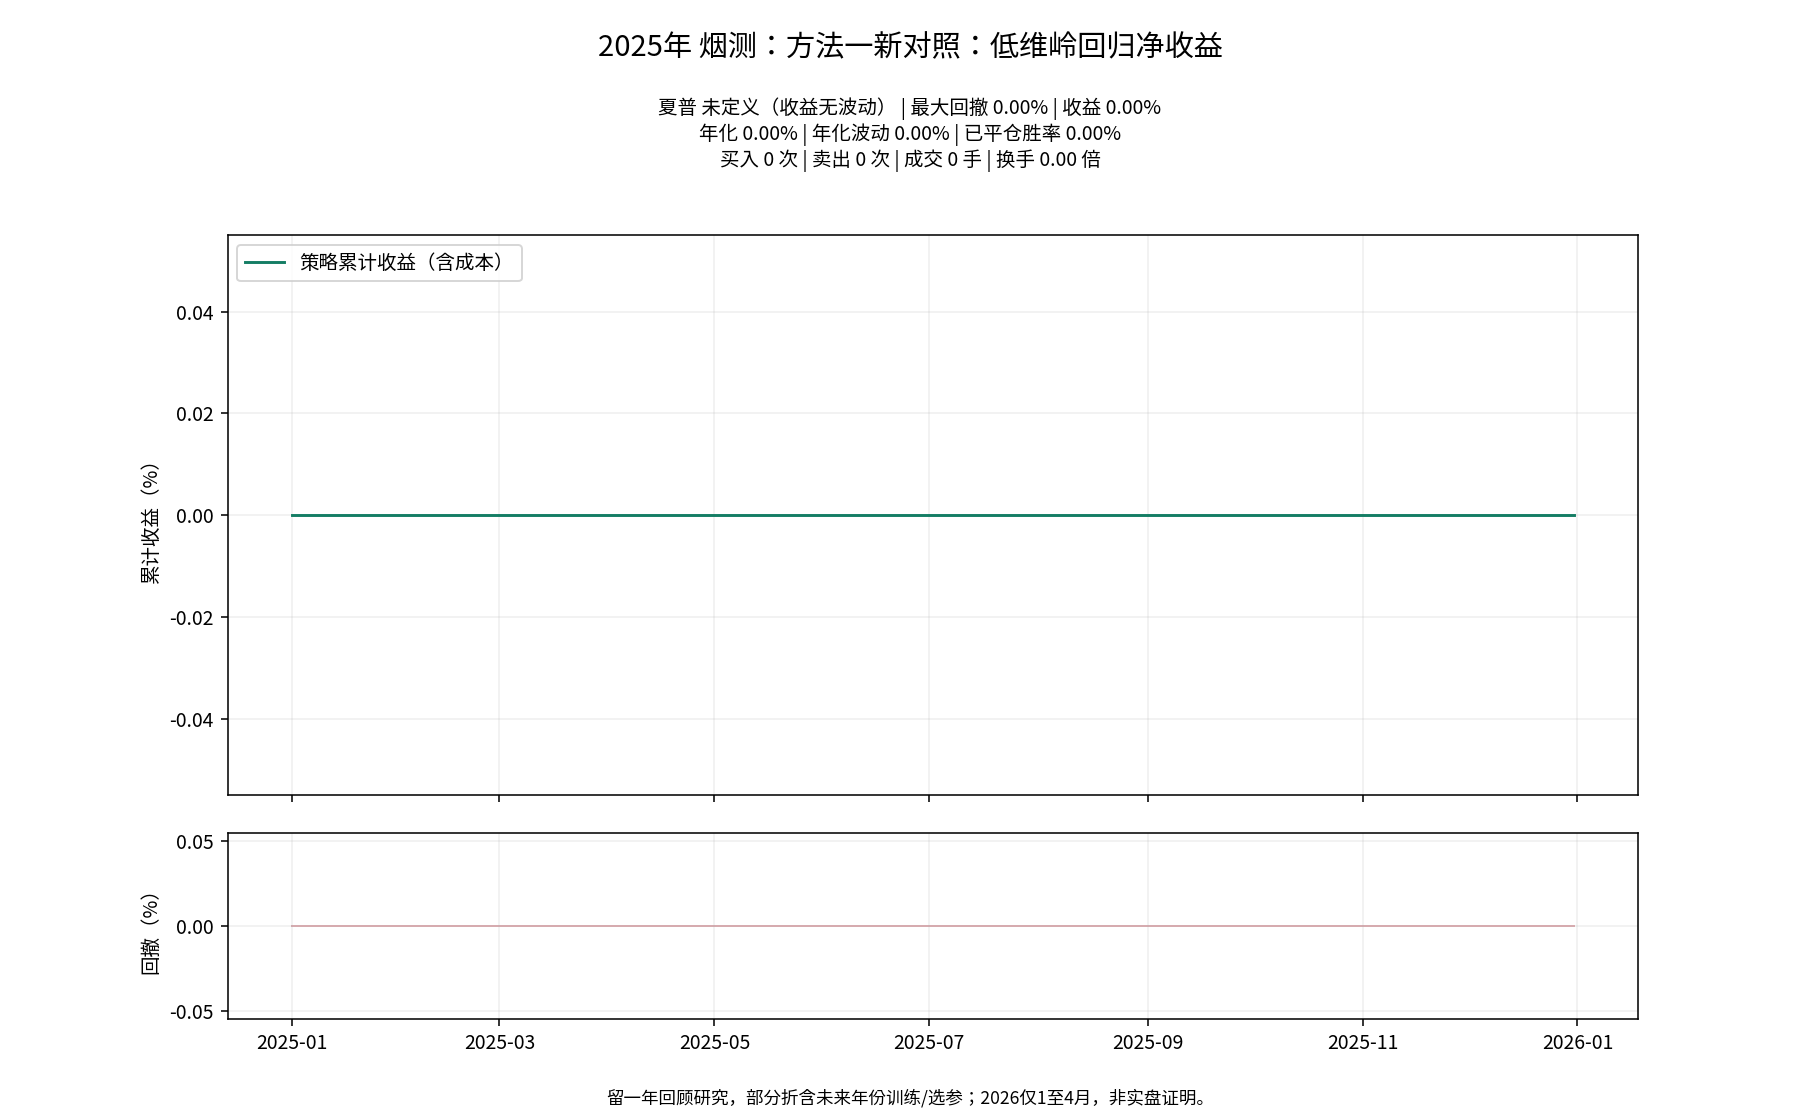 2025年 烟测：方法一新对照：低维岭回归净收益
夏普 未定义（收益无波动） | 最大回撤 0.00% | 收益 0.00%
年化 0.00% | 年化波动 0.00% | 已平仓胜率 0.00%
买入 0 次 | 卖出 0 次 | 成交 0 手 | 换手 0.00 倍
策略累计收益（含成本）
累计收益（%）
0.04
0.02
0.00
-0.02
-0.04
回撤（%）
0.05
0.00
-0.05
2025-01 2025-03 2025-05 2025-07 2025-09 2025-11 2026-01
留一年回顾研究，部分折含未来年份训练/选参；2026仅1至4月，非实盘证明。